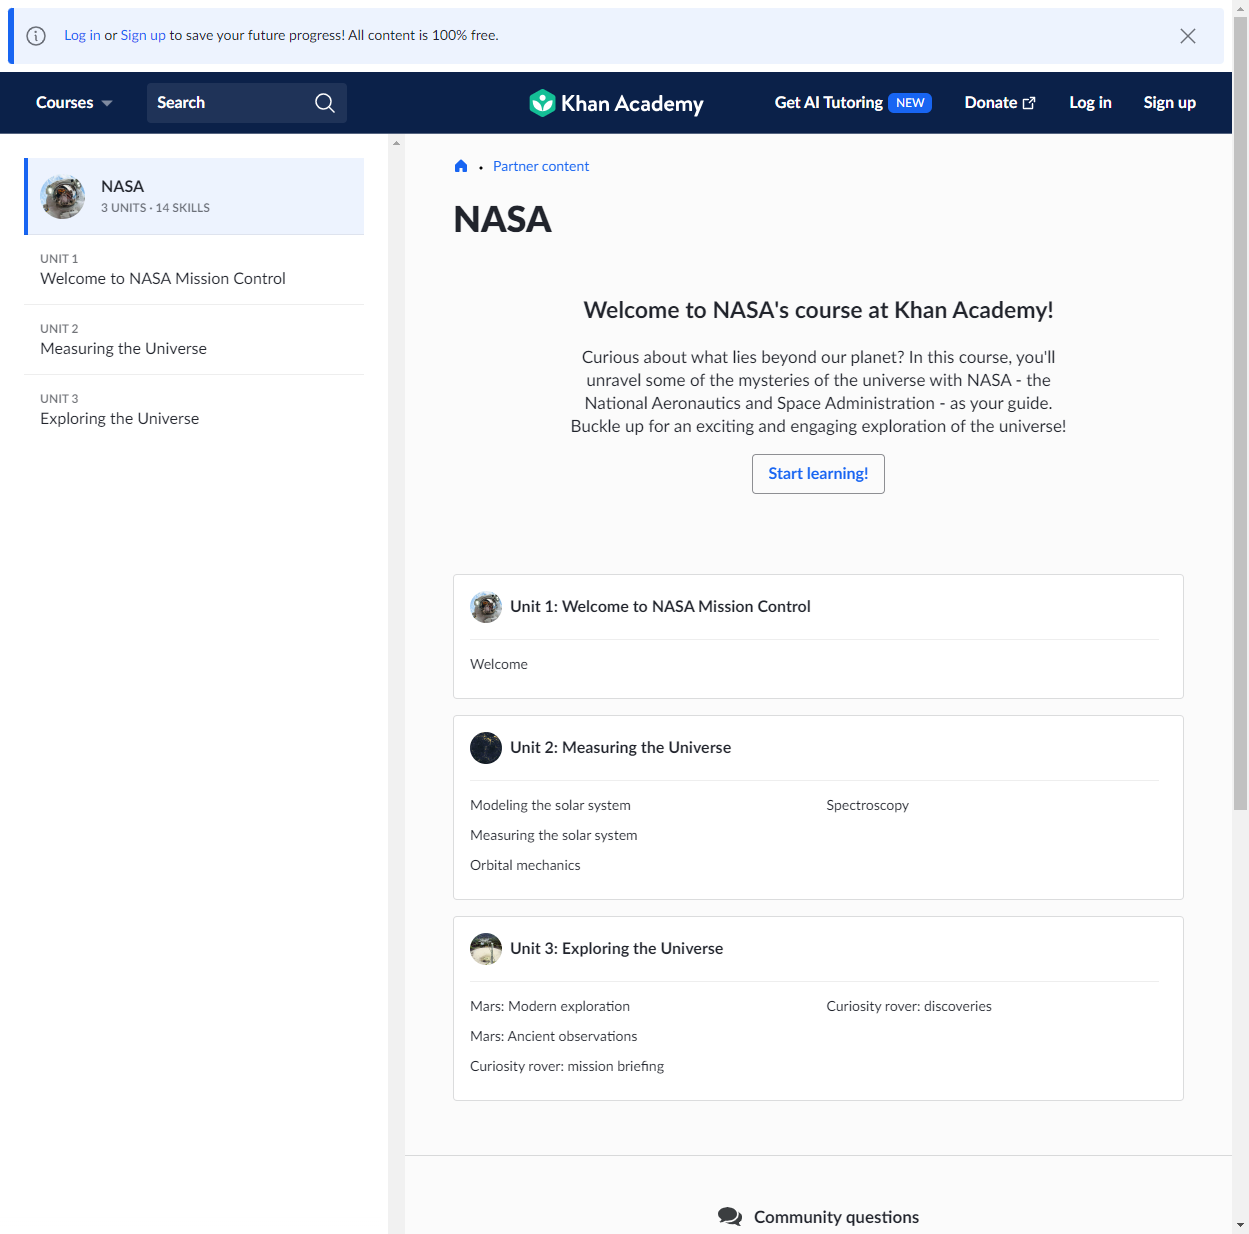 Log in or Sign up to save your future progress! All content is 100% free.
Courses
Search
Khan Academy
Get AI Tutoring NEW
Donate
Log in
Sign up
NASA
3 UNITS · 14 SKILLS
UNIT 1
Welcome to NASA Mission Control
UNIT 2
Measuring the Universe
UNIT 3
Exploring the Universe
Partner content
NASA
Welcome to NASA's course at Khan Academy!
Curious about what lies beyond our planet? In this course, you'll
unravel some of the mysteries of the universe with NASA - the
National Aeronautics and Space Administration - as your guide.
Buckle up for an exciting and engaging exploration of the universe!
Start learning!
Unit 1: Welcome to NASA Mission Control
Welcome
Unit 2: Measuring the Universe
Modeling the solar system
Measuring the solar system
Orbital mechanics
Spectroscopy
Unit 3: Exploring the Universe
Mars: Modern exploration
Mars: Ancient observations
Curiosity rover: mission briefing
Curiosity rover: discoveries
Community questions